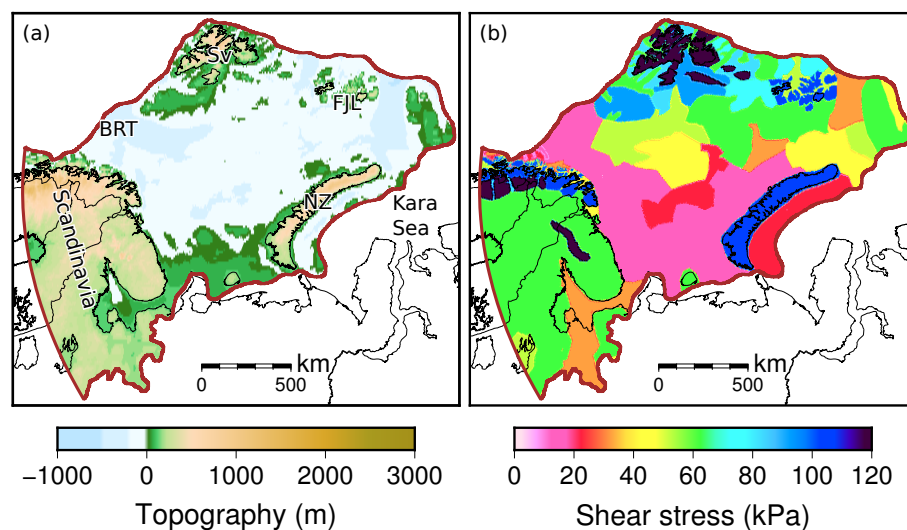 (a)
Sv
FJL
BRT
Scandinavia
NZ
Kara
Sea
km
0 500
−1000 0 1000 2000 3000
Topography (m)
(b)
km
0 500
0 20 40 60 80 100 120
Shear stress (kPa)